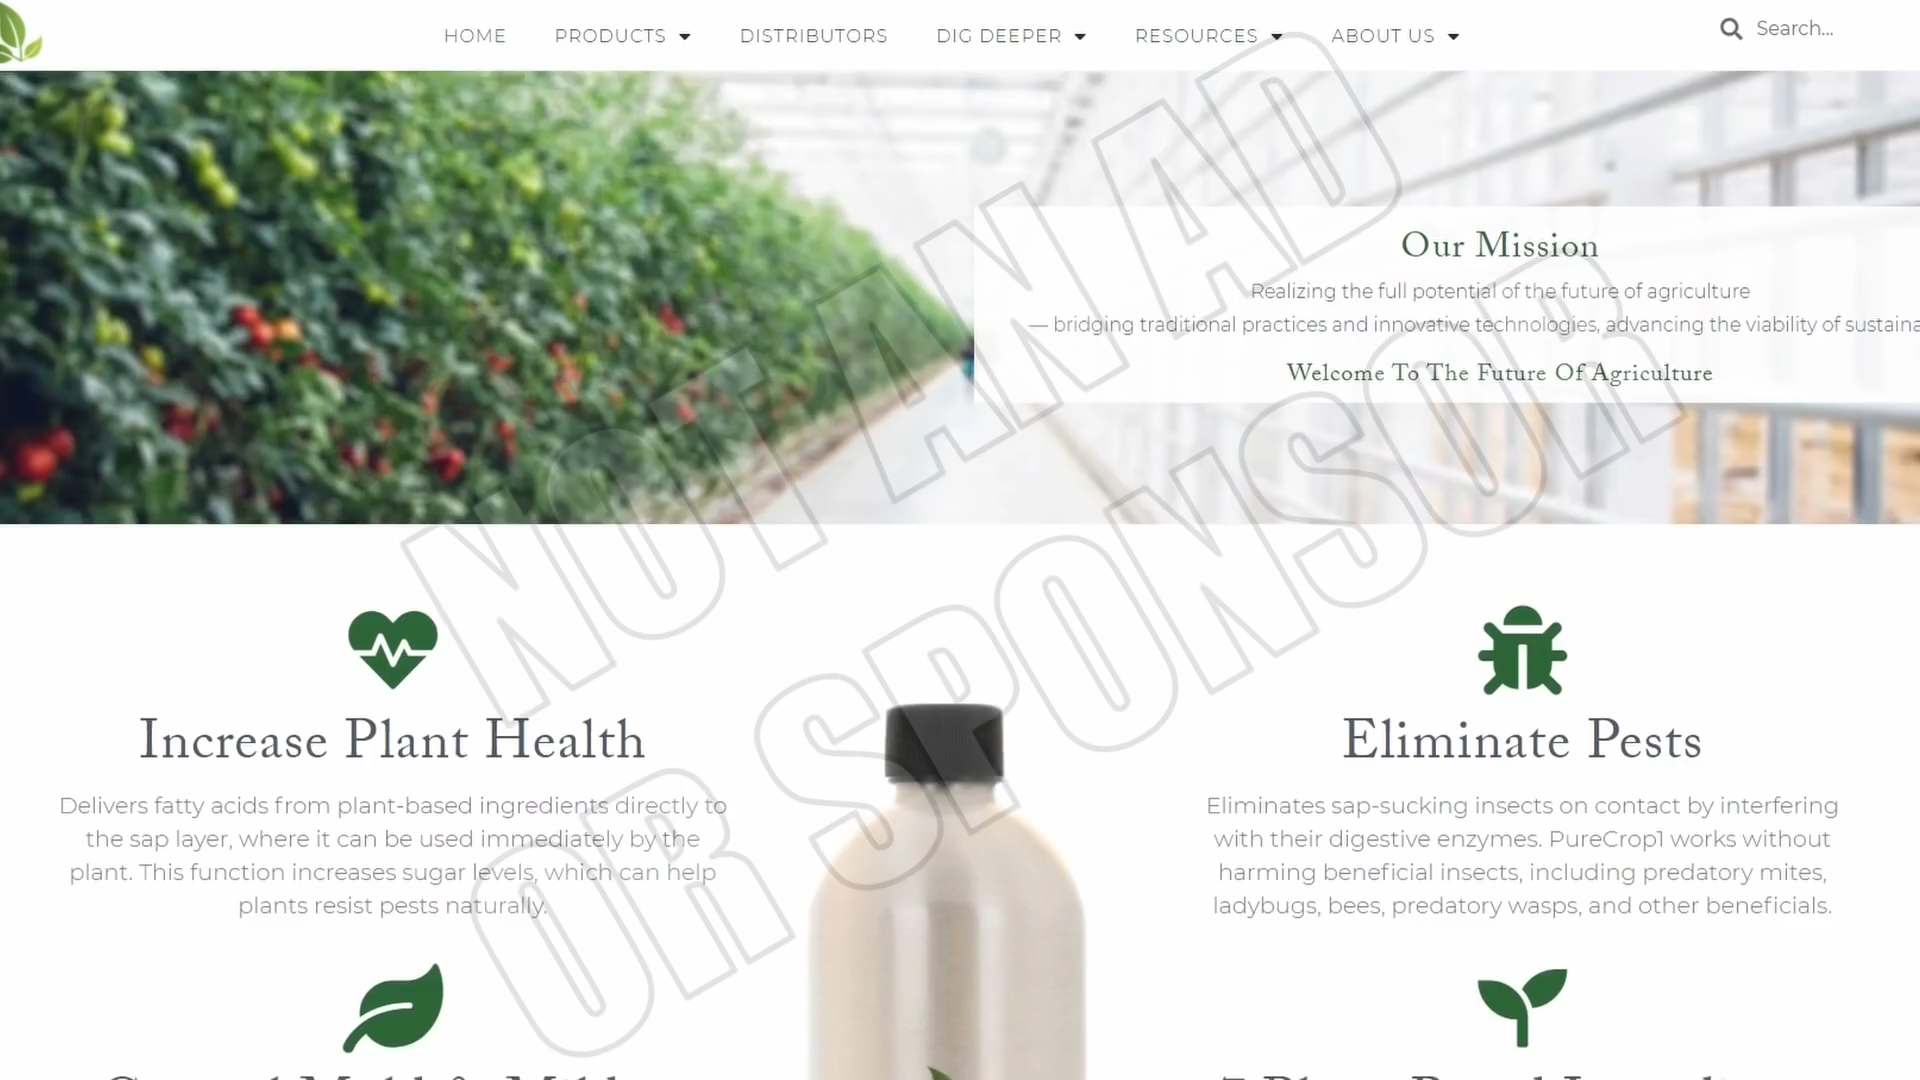 HOME PRODUCTS DISTRIBUTORS DIG DEEPER RESOURCES ABOUT US Search...
NOT AN AD
OR SPONSOR
Our Mission
Realizing the full potential of the future of agriculture
— bridging traditional practices and innovative technologies, advancing the viability of
Welcome To The Future Of Agriculture
Increase Plant Health
Delivers fatty acids from plant-based ingredients directly to
the sap layer, where it can be used immediately by the
plant. This function increases sugar levels, which can help
plants resist pests naturally.
Eliminate Pests
Eliminates sap-sucking insects on contact by interfering
with their digestive enzymes. PureCrop1 works without
harming beneficial insects, including predatory mites,
ladybugs, bees, predatory wasps, and other beneficials.